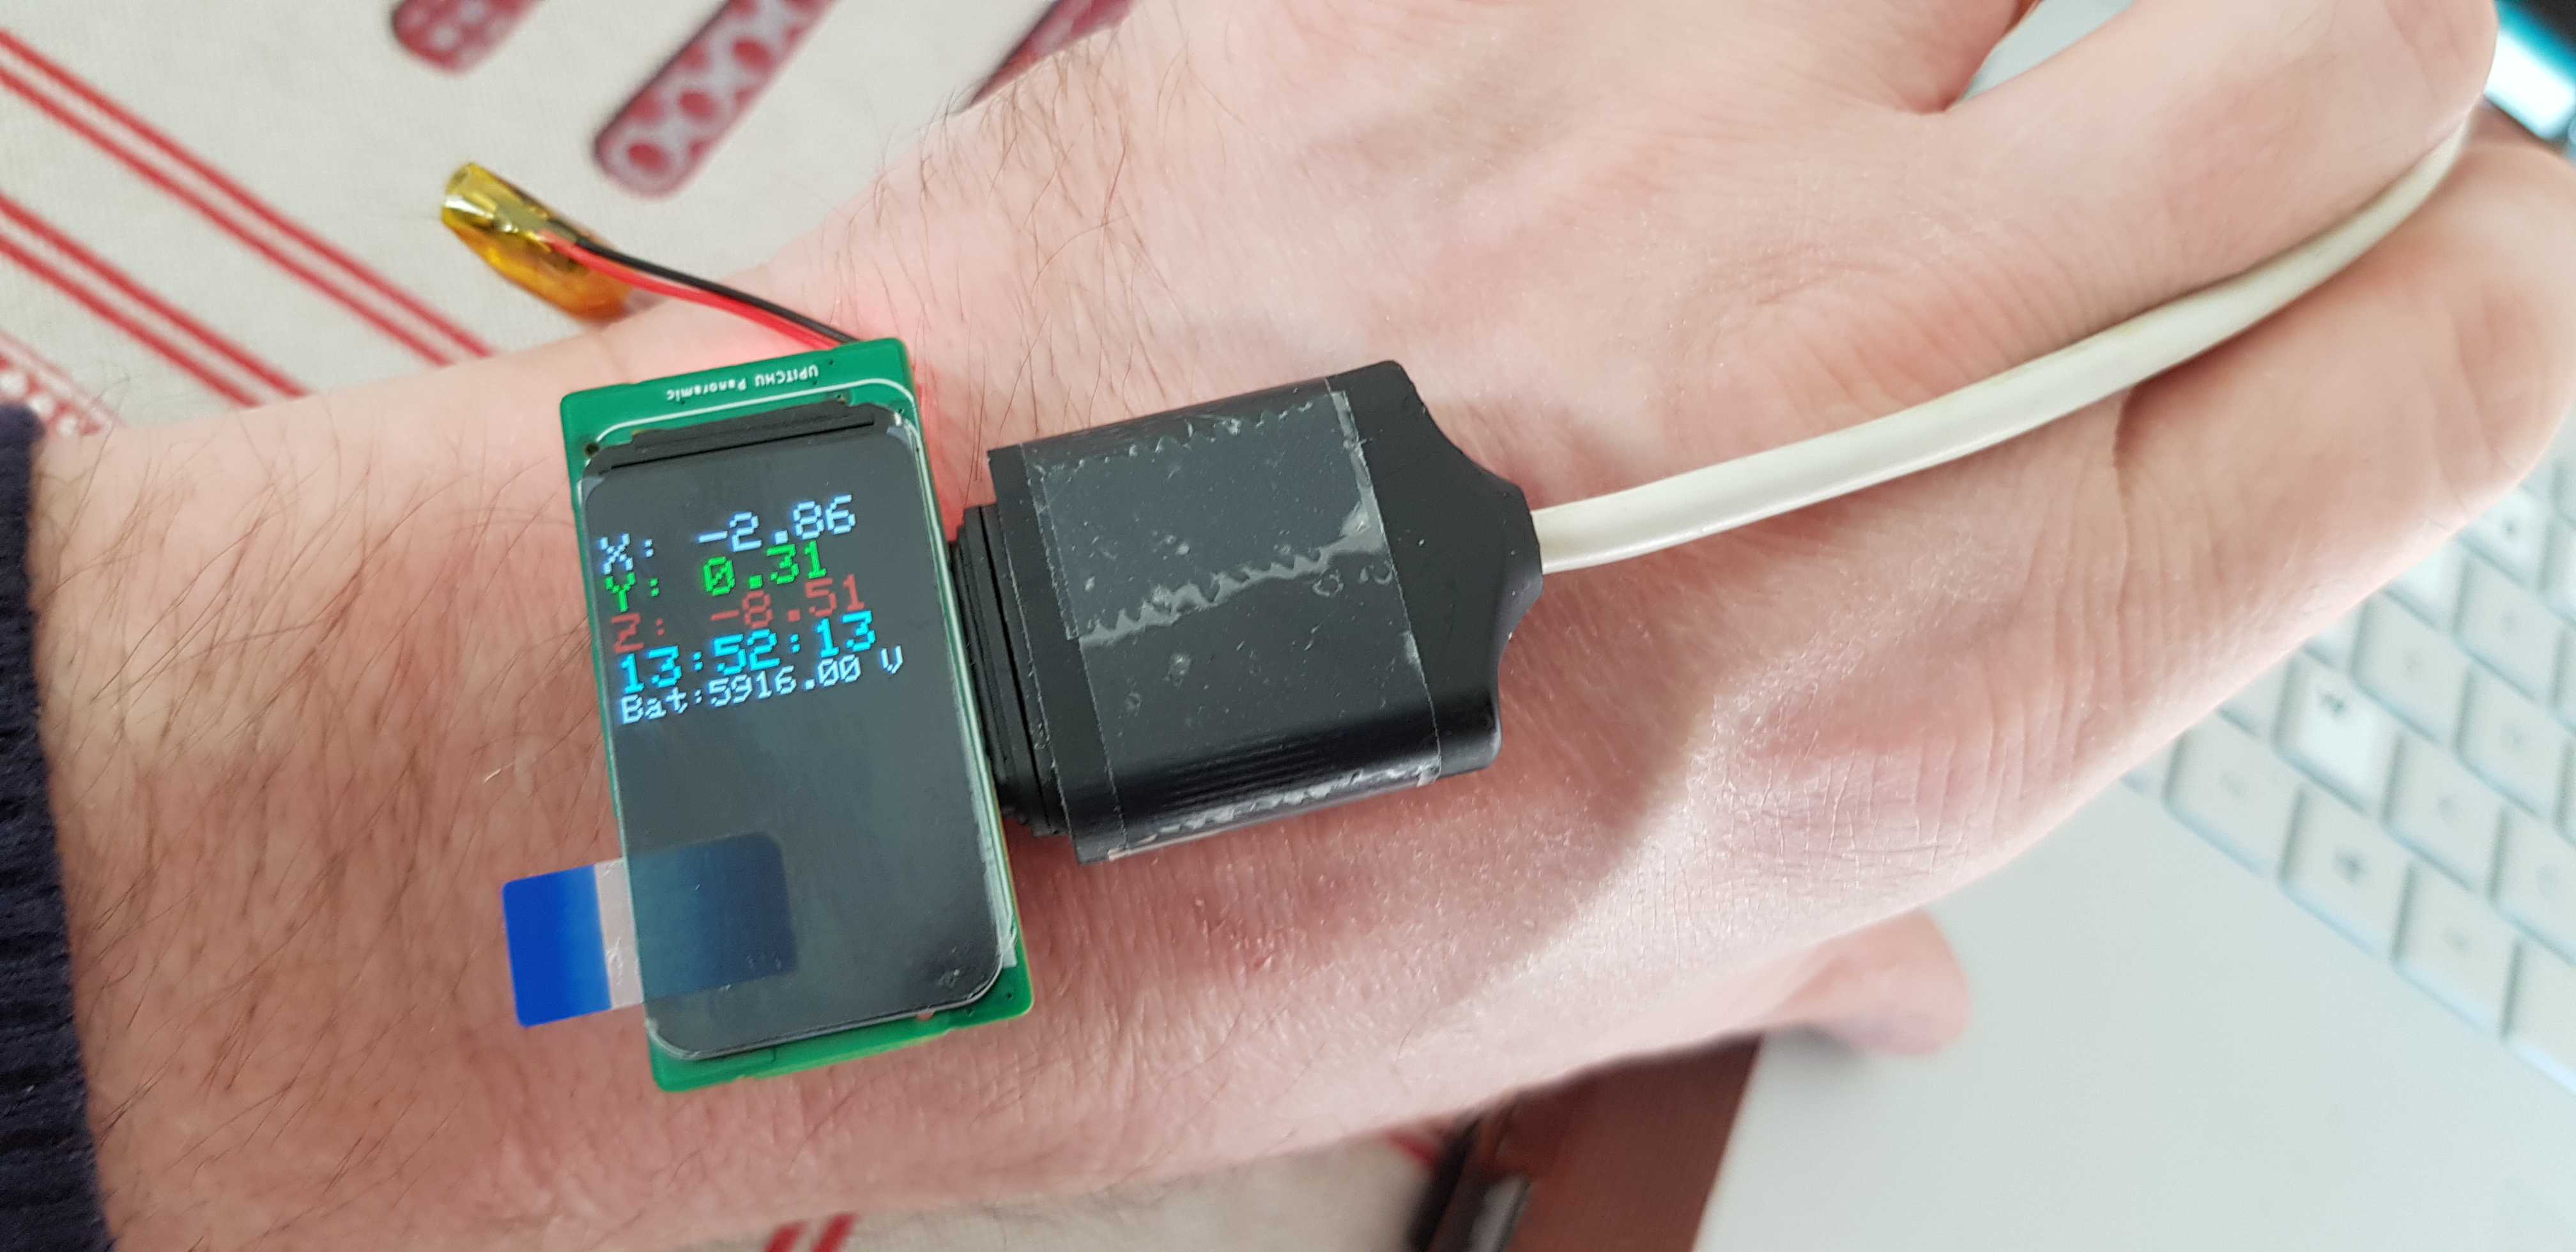 UPITCHU Panoramic
X: -2.86
Y: 0.31
Z: -8.51
13:52:13
Bat:5916.00 V